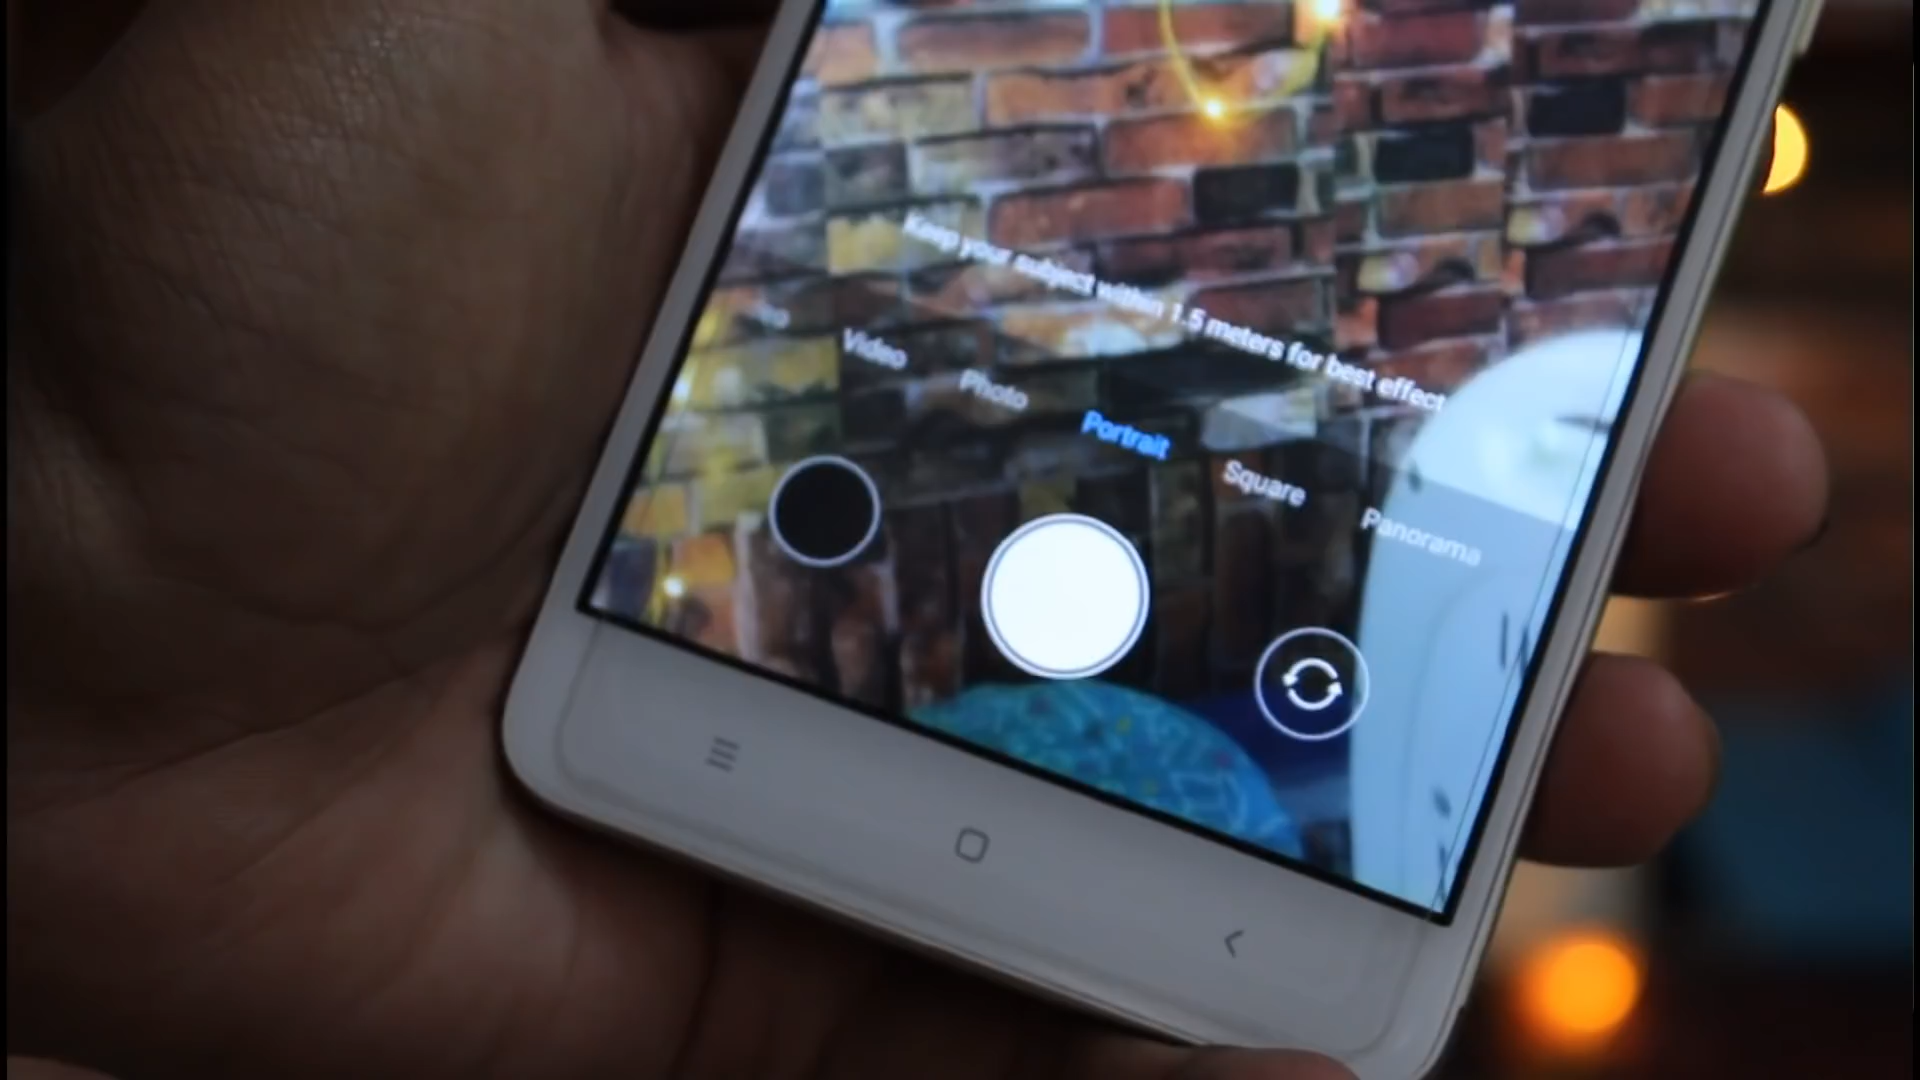 Keep your subject within 1.5 meters for best effect
Video Photo Portrait Square Panorama